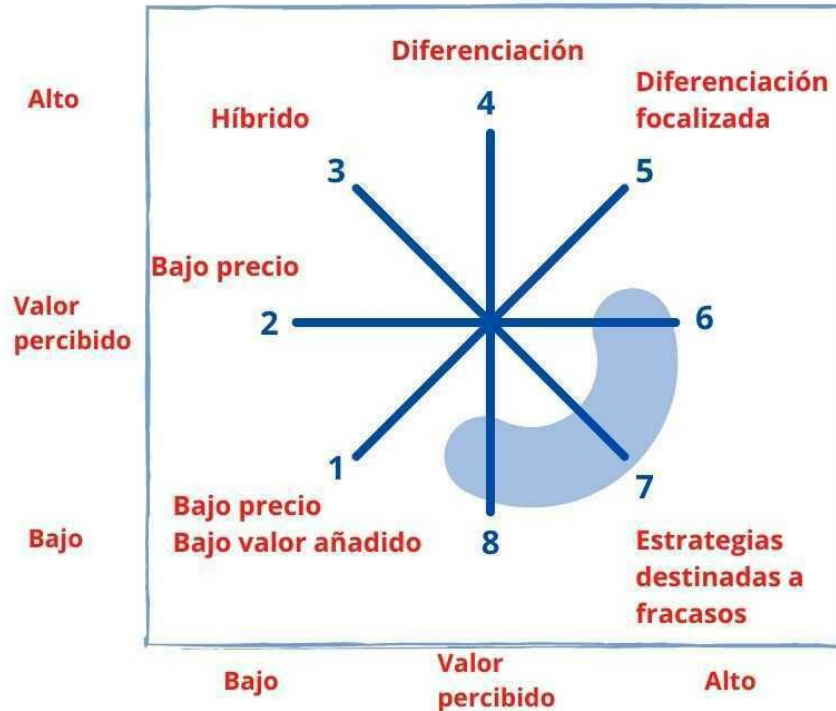 Diferenciación
4
Alto
Diferenciación
focalizada
Híbrido
3
5
Bajo precio
Valor
percibido
2
6
1
7
Bajo precio
Bajo valor añadido
8
Bajo
Estrategias
destinadas a
fracasos
Bajo
Valor
percibido
Alto